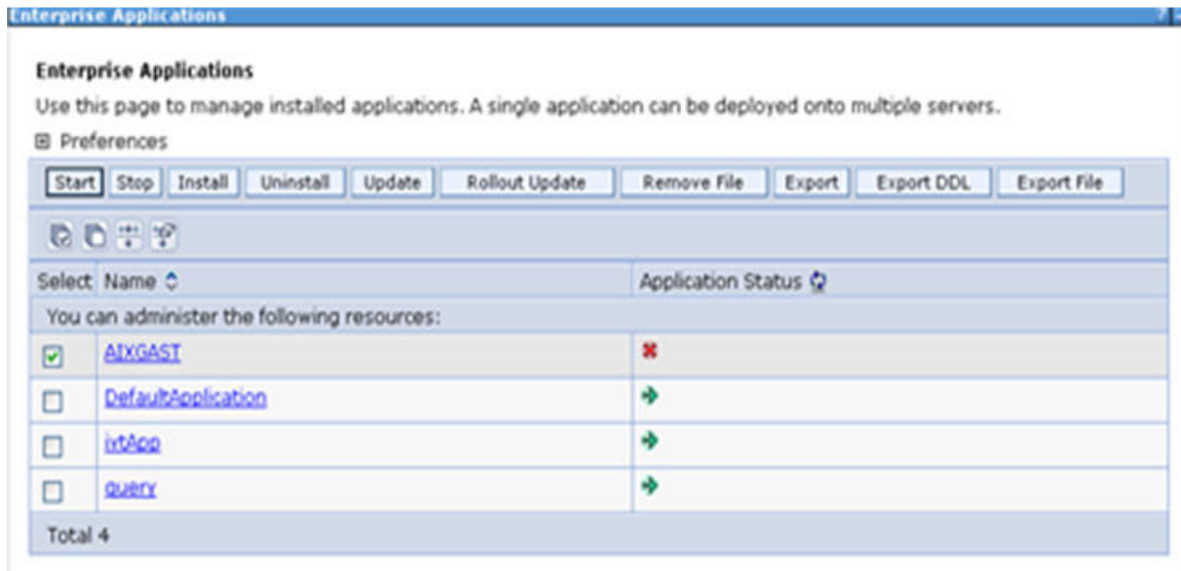 Enterprise Applications
Enterprise Applications
Use this page to manage installed applications. A single application can be deployed onto multiple servers.
Preferences
Start Stop Install Uninstall Update Rollout Update Remove File Export Export DDL Export File
Select Name Application Status
You can administer the following resources:
AIXGAST
DefaultApplication
ivtApp
query
Total 4